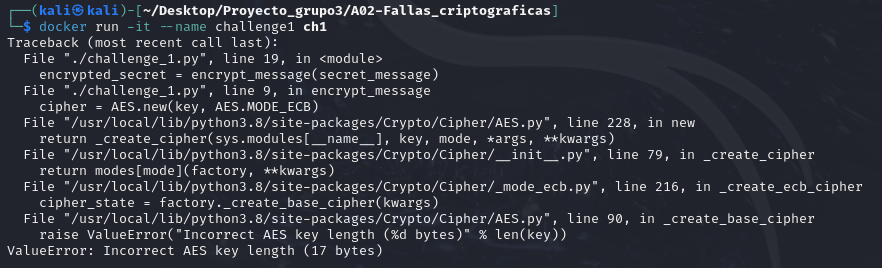 ┌──(kali㉿kali)-[~/Desktop/Proyecto_grupo3/A02-Fallas_criptograficas]
└─$ docker run -it --name challenge1 ch1
Traceback (most recent call last):
  File "./challenge_1.py", line 19, in <module>
    encrypted_secret = encrypt_message(secret_message)
  File "./challenge_1.py", line 9, in encrypt_message
    cipher = AES.new(key, AES.MODE_ECB)
  File "/usr/local/lib/python3.8/site-packages/Crypto/Cipher/AES.py", line 228, in new
    return _create_cipher(sys.modules[__name__], key, mode, *args, **kwargs)
  File "/usr/local/lib/python3.8/site-packages/Crypto/Cipher/__init__.py", line 79, in _create_cipher
    return modes[mode](factory, **kwargs)
  File "/usr/local/lib/python3.8/site-packages/Crypto/Cipher/_mode_ecb.py", line 216, in _create_ecb_cipher
    cipher_state = factory._create_base_cipher(kwargs)
  File "/usr/local/lib/python3.8/site-packages/Crypto/Cipher/AES.py", line 90, in _create_base_cipher
    raise ValueError("Incorrect AES key length (%d bytes)" % len(key))
ValueError: Incorrect AES key length (17 bytes)